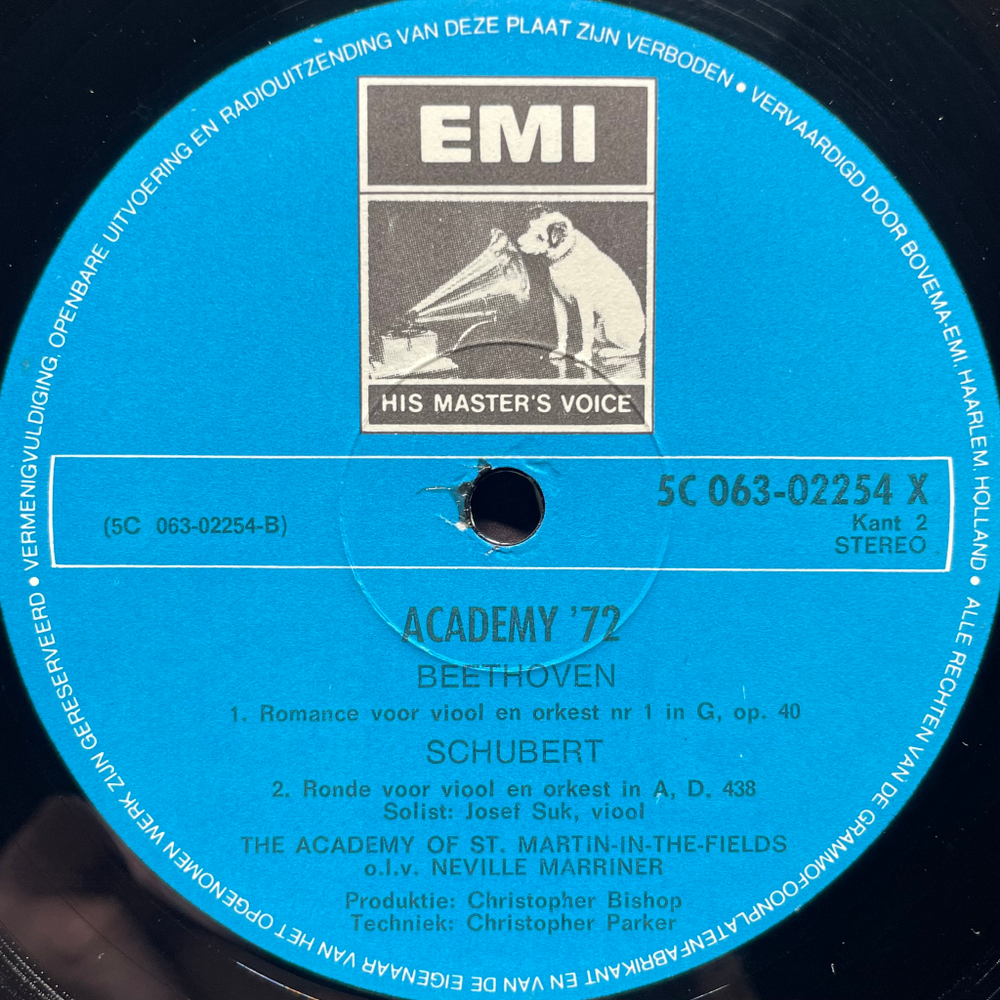 EMI
HIS MASTER'S VOICE
5C 063-02254 X
(5C 063-02254-B)
Kant 2
STEREO
ACADEMY '72
BEETHOVEN
1. Romance voor viool en orkest nr 1 in G, op. 40
SCHUBERT
2. Ronde voor viool en orkest in A, D. 438
Solist: Josef Suk, viool
THE ACADEMY OF ST. MARTIN-IN-THE-FIELDS
o.l.v. NEVILLE MARRINER
Produktie: Christopher Bishop
Techniek: Christopher Parker
ALLE RECHTEN VAN DE GRAMMOFOONPLATENFABRIKANT EN VAN DE EIGENAAR VAN HET OPGENOMEN WERK ZIJN GERESERVEERD • VERMENIGVULDIGING, OPENBARE UITVOERING EN RADIOUITZENDING VAN DEZE PLAAT ZIJN VERBODEN • VERVAARDIGD DOOR BOVEMA-EMI, HAARLEM, HOLLAND •